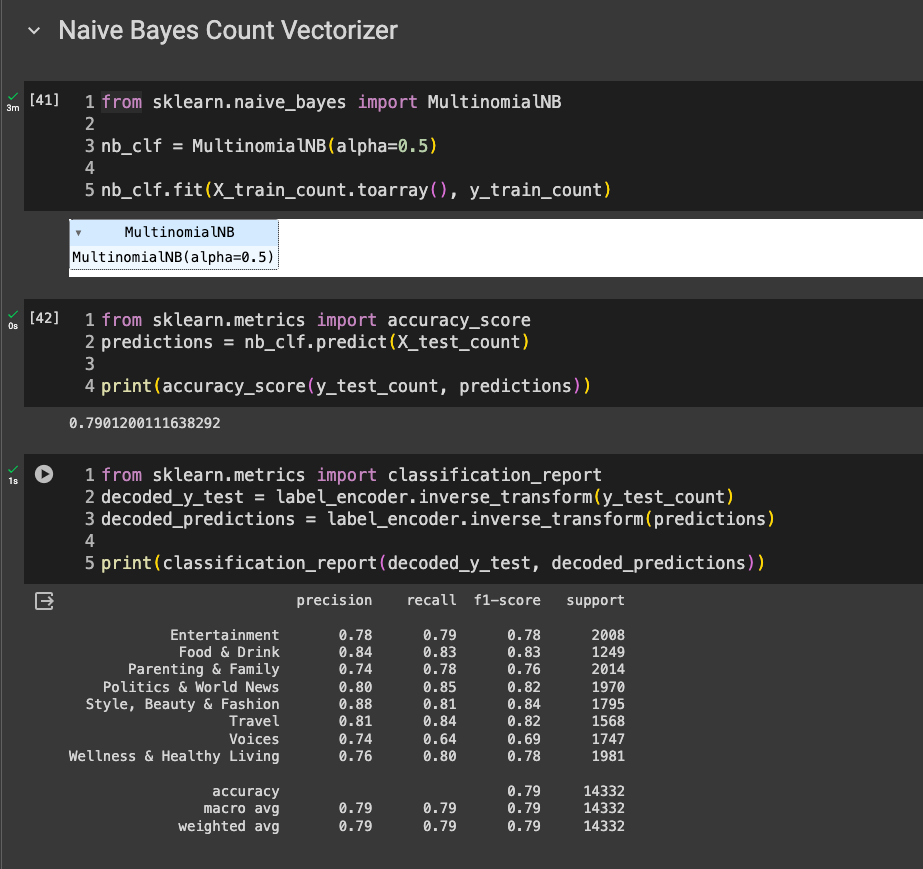 Naive Bayes Count Vectorizer
3m
[41]
1 from sklearn.naive_bayes import MultinomialNB
2
3 nb_clf = MultinomialNB(alpha=0.5)
4
5 nb_clf.fit(X_train_count.toarray(), y_train_count)
MultinomialNB
MultinomialNB(alpha=0.5)
0s
[42]
1 from sklearn.metrics import accuracy_score
2 predictions = nb_clf.predict(X_test_count)
3
4 print(accuracy_score(y_test_count, predictions))
0.7901200111638292
1s
1 from sklearn.metrics import classification_report
2 decoded_y_test = label_encoder.inverse_transform(y_test_count)
3 decoded_predictions = label_encoder.inverse_transform(predictions)
4
5 print(classification_report(decoded_y_test, decoded_predictions))
precision recall f1-score support
Entertainment 0.78 0.79 0.78 2008
Food & Drink 0.84 0.83 0.83 1249
Parenting & Family 0.74 0.78 0.76 2014
Politics & World News 0.80 0.85 0.82 1970
Style, Beauty & Fashion 0.88 0.81 0.84 1795
Travel 0.81 0.84 0.82 1568
Voices 0.74 0.64 0.69 1747
Wellness & Healthy Living 0.76 0.80 0.78 1981
accuracy 0.79 14332
macro avg 0.79 0.79 0.79 14332
weighted avg 0.79 0.79 0.79 14332